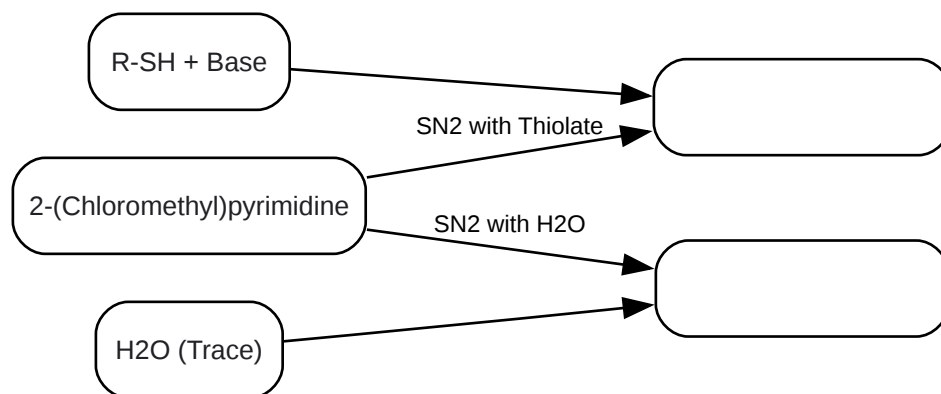 R-SH + Base
SN2 with Thiolate
2-(Chloromethyl)pyrimidine
SN2 with H2O
H2O (Trace)